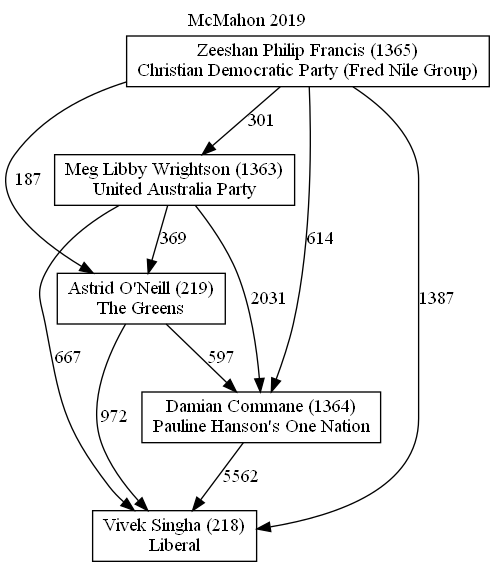 McMahon 2019
Zeeshan Philip Francis (1365)
Christian Democratic Party (Fred Nile Group)
301
Meg Libby Wrightson (1363)
United Australia Party
187
369
614
Astrid O'Neill (219)
The Greens
2031
1387
667
597
972
Damian Commane (1364)
Pauline Hanson's One Nation
5562
Vivek Singha (218)
Liberal